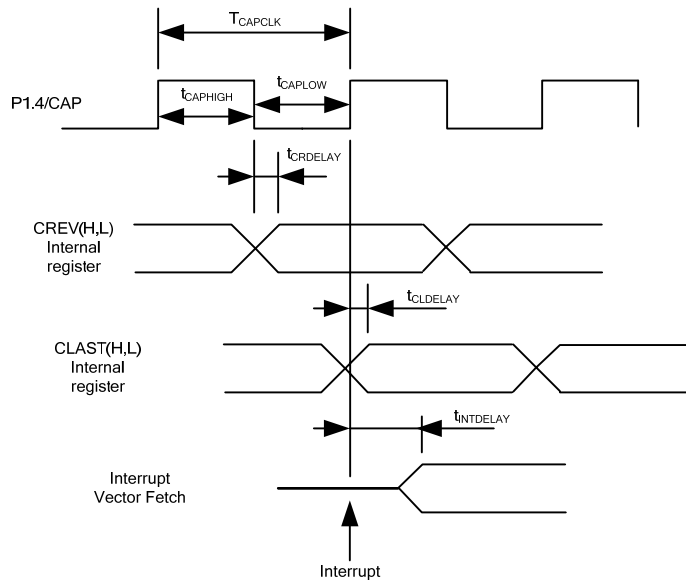 TCAPCLK
P1.4/CAP
tCAPHIGH
tCAPLOW
tCRDELAY
CREV(H,L)
Internal
register
tCLDELAY
CLAST(H,L)
Internal
register
tINTDELAY
Interrupt
Vector Fetch
Interrupt